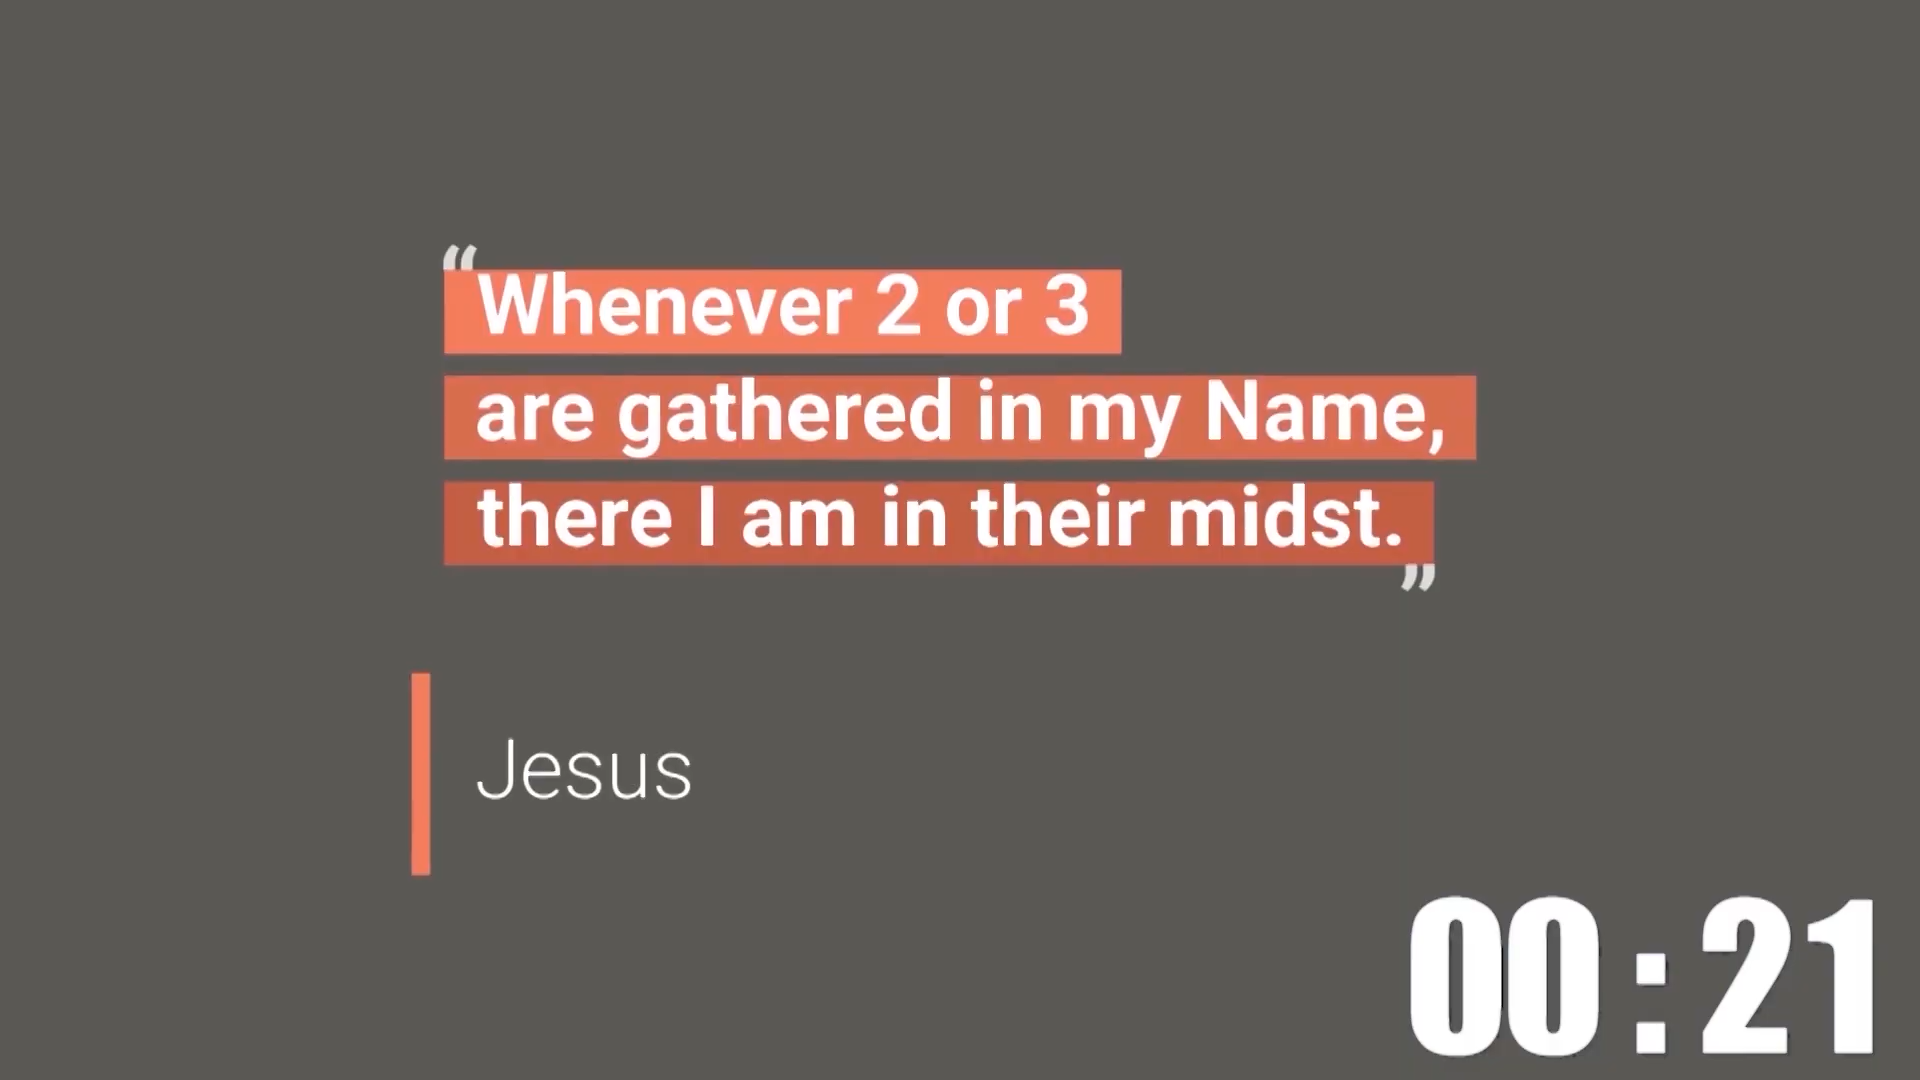 “Whenever 2 or 3
are gathered in my Name,
there I am in their midst.”
Jesus
00:21